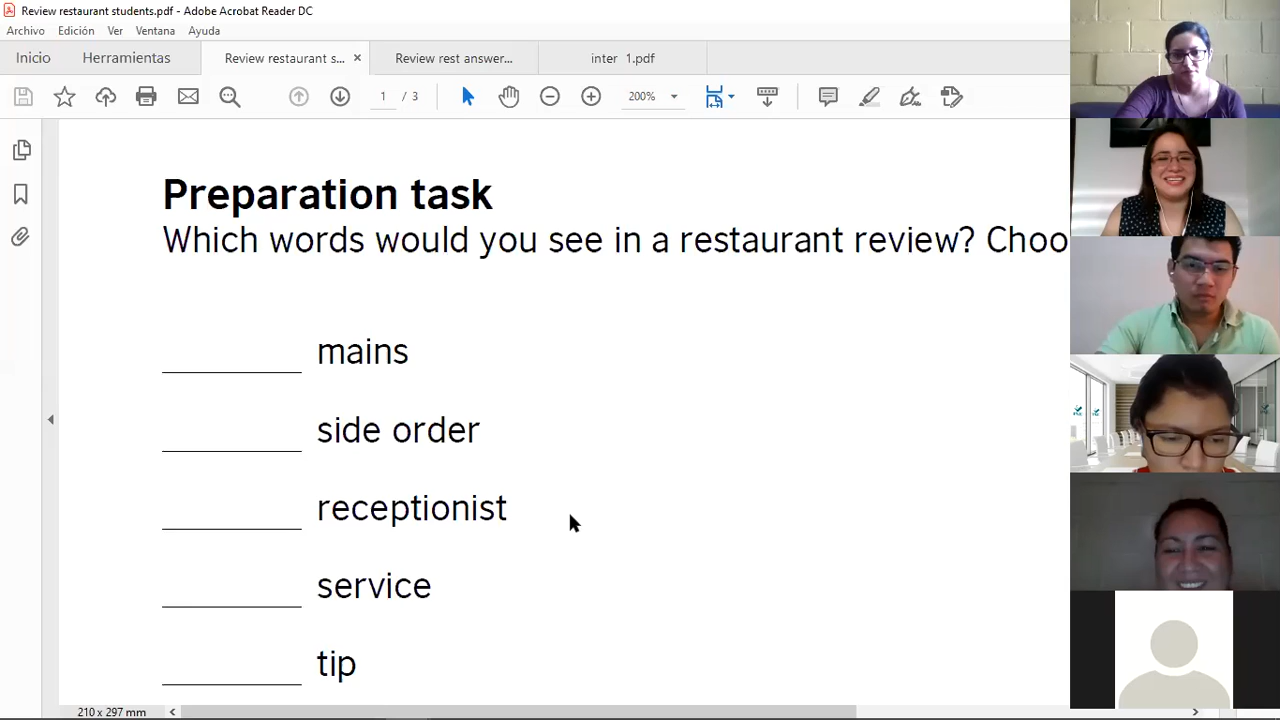 Review restaurant students.pdf - Adobe Acrobat Reader DC
Archivo Edición Ver Ventana Ayuda
Inicio Herramientas Review restaurant s... × Review rest answer... inter 1.pdf
1 / 3 200%
Preparation task
Which words would you see in a restaurant review? Choo
mains
side order
receptionist
service
tip
210 x 297 mm